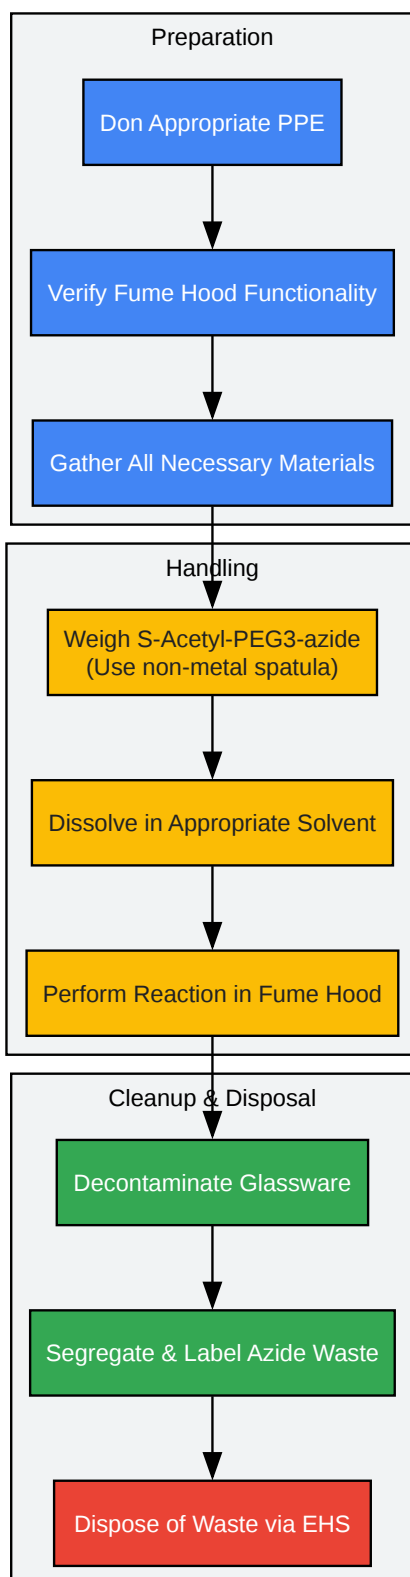 Preparation
Don Appropriate PPE
Verify Fume Hood Functionality
Gather All Necessary Materials
Handling
Weigh S-Acetyl-PEG3-azide
(Use non-metal spatula)
Dissolve in Appropriate Solvent
Perform Reaction in Fume Hood
Cleanup & Disposal
Decontaminate Glassware
Segregate & Label Azide Waste
Dispose of Waste via EHS